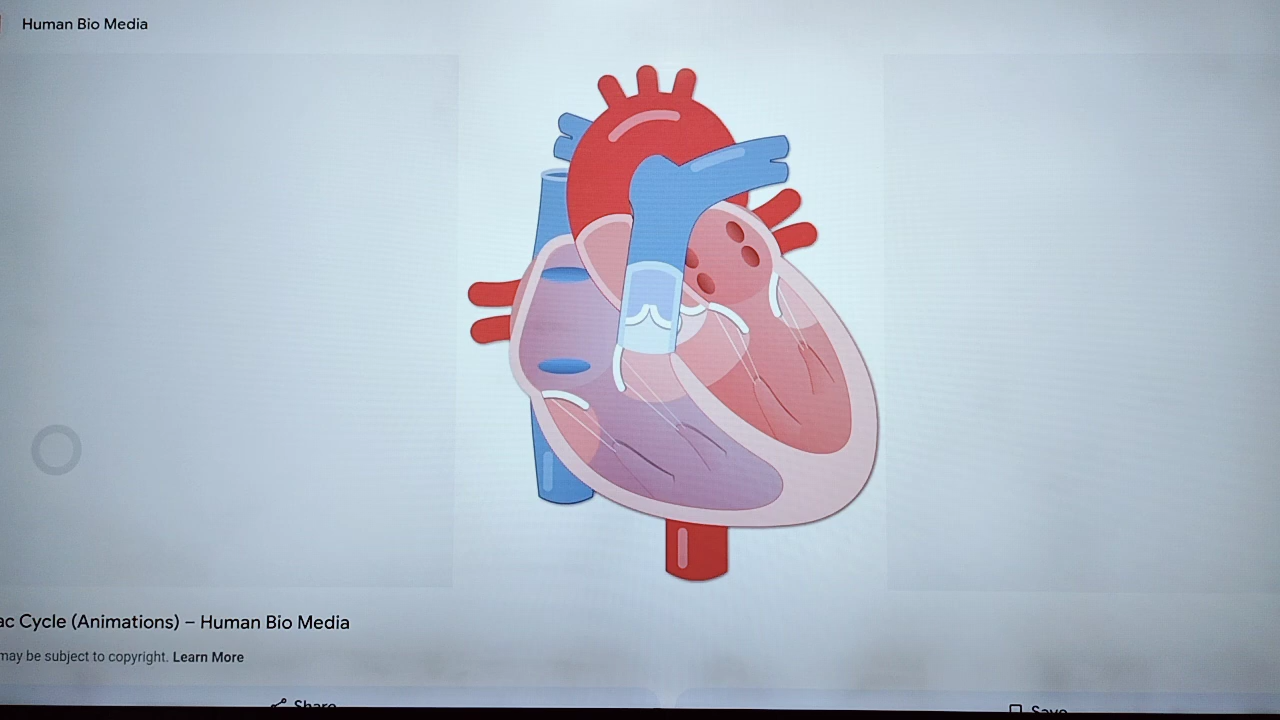 Human Bio Media
ac Cycle (Animations) – Human Bio Media
may be subject to copyright. Learn More
Share
Save